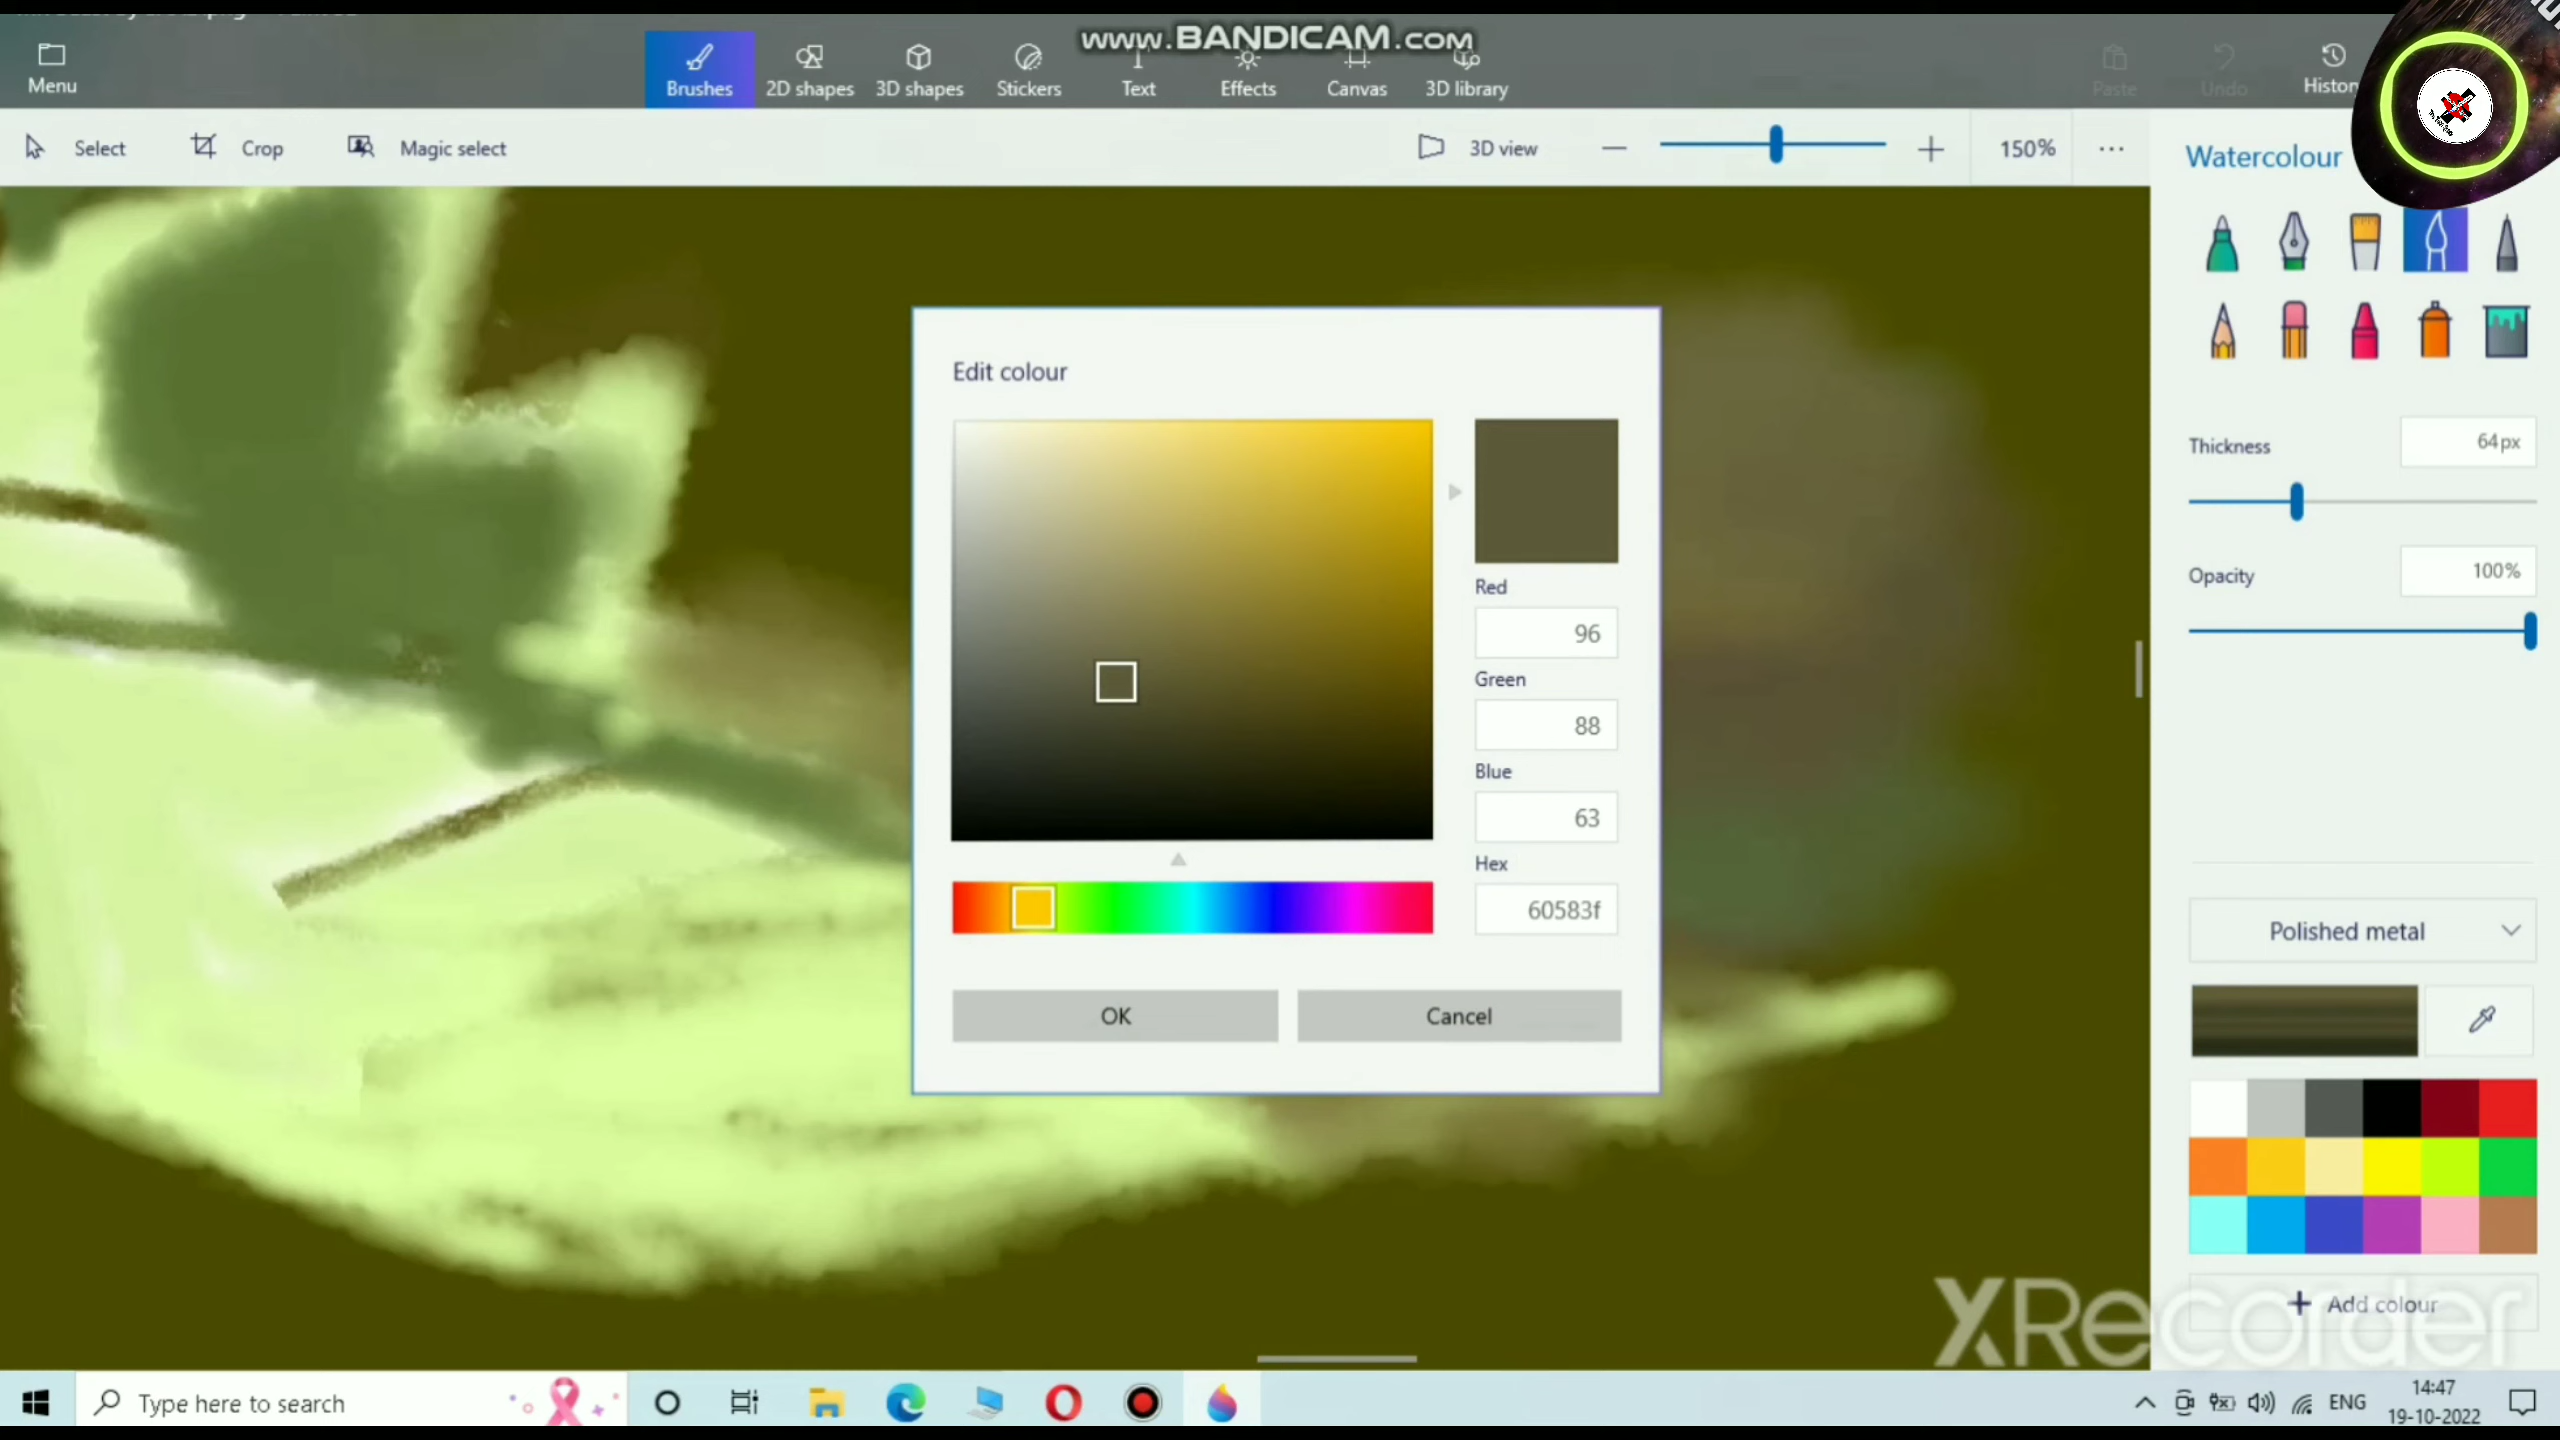 www.BANDICAM.com
Menu
Brushes
2D shapes
3D shapes
Stickers
Text
Effects
Canvas
3D library
Paste
Undo
Select
Crop
Magic select
3D view
150%
Watercolour
Thickness
64px
Opacity
100%
Edit colour
Red
96
Green
88
Blue
63
Hex
60583f
OK
Cancel
Polished metal
Add colour
XRecorder
Type here to search
ENG
14:47
19-10-2022